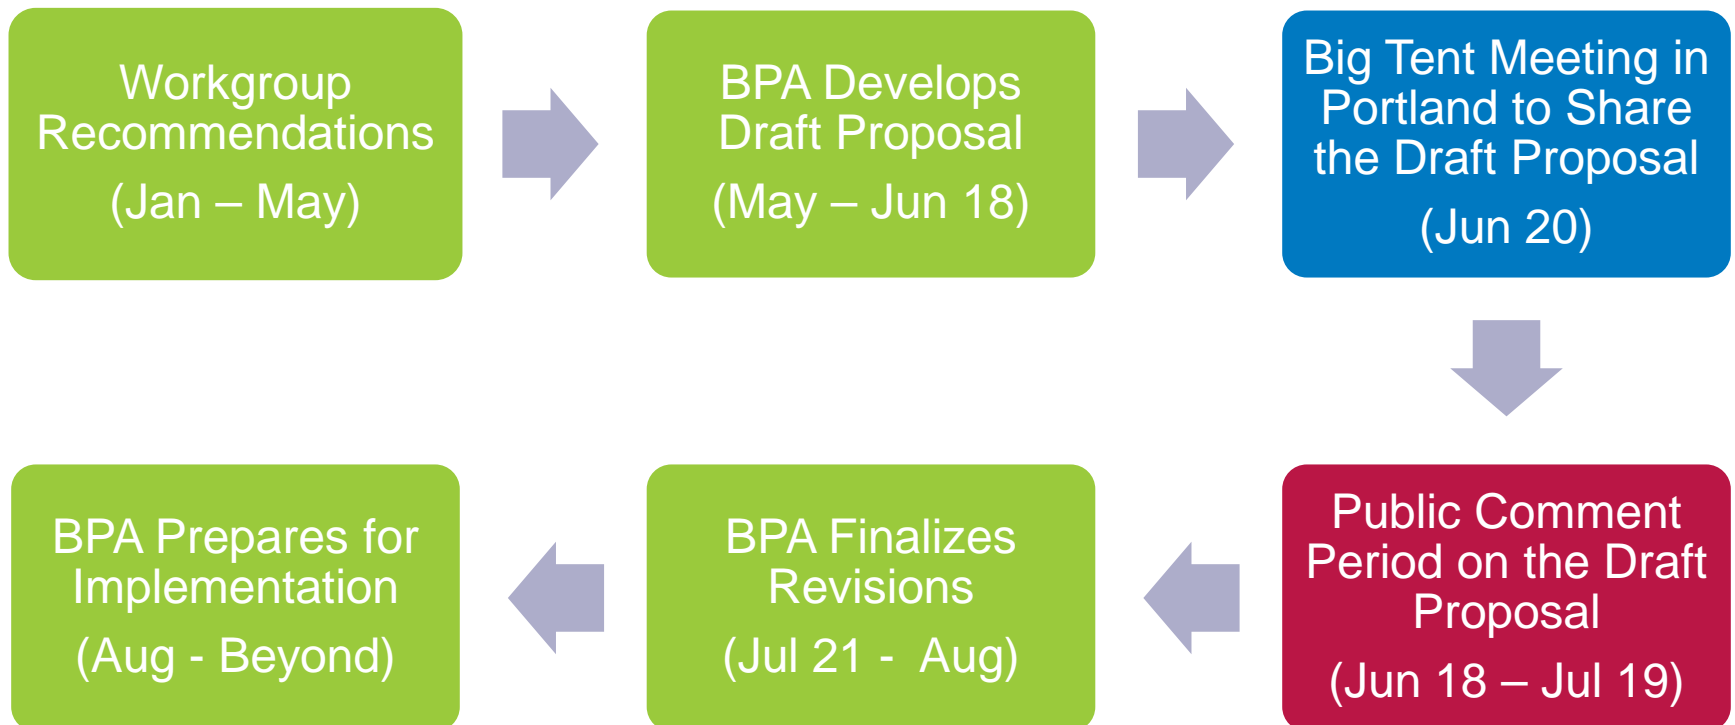 Workgroup
Recommendations
(Jan – May)
BPA Develops
Draft Proposal
(May – Jun 18)
Big Tent Meeting in
Portland to Share
the Draft Proposal
(Jun 20)
Public Comment
Period on the Draft
Proposal
(Jun 18 – Jul 19)
BPA Finalizes
Revisions
(Jul 21 -  Aug)
BPA Prepares for
Implementation
(Aug - Beyond)